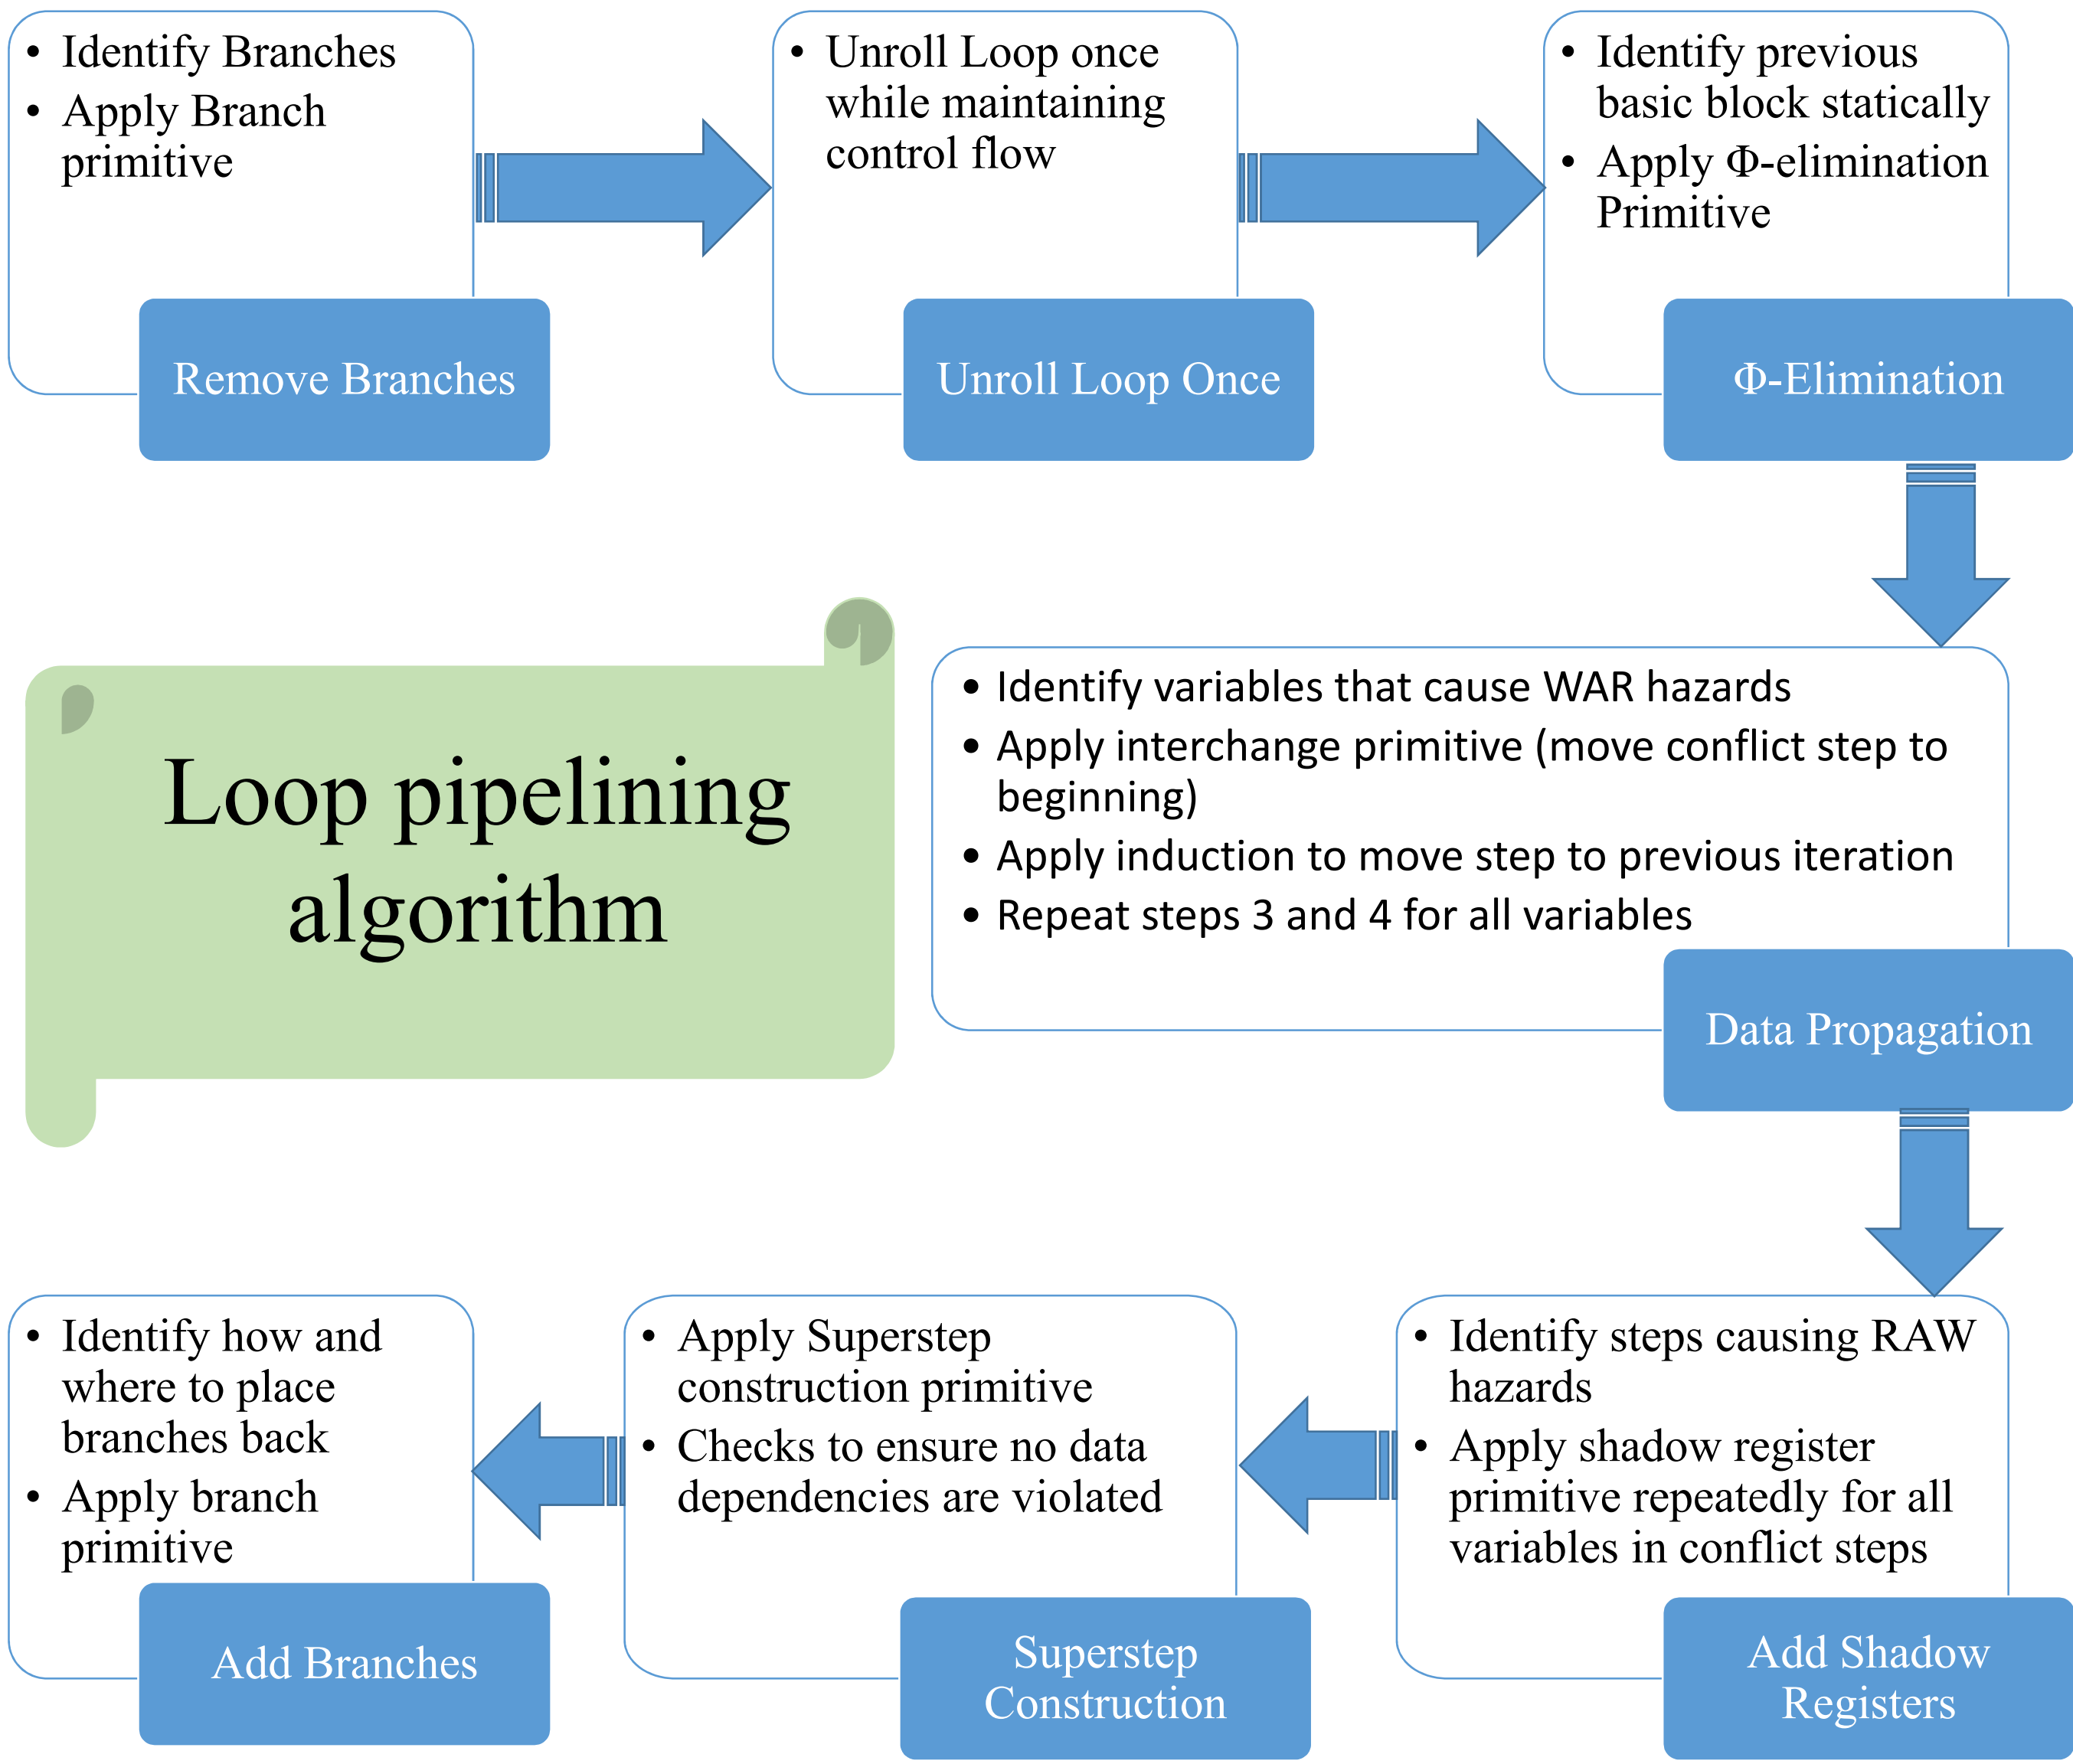 • Identify Branches
• Apply Branch
primitive
Remove Branches
• Unroll Loop once
while maintaining
control flow
Unroll Loop Once
• Identify previous
basic block statically
• Apply Φ-elimination
Primitive
Φ-Elimination
Loop pipelining
algorithm
• Identify variables that cause WAR hazards
• Apply interchange primitive (move conflict step to
beginning)
• Apply induction to move step to previous iteration
• Repeat steps 3 and 4 for all variables
Data Propagation
• Identify steps causing RAW
hazards
• Apply shadow register
primitive repeatedly for all
variables in conflict steps
Add Shadow
Registers
• Apply Superstep
construction primitive
• Checks to ensure no data
dependencies are violated
Superstep
Construction
• Identify how and
where to place
branches back
• Apply branch
primitive
Add Branches